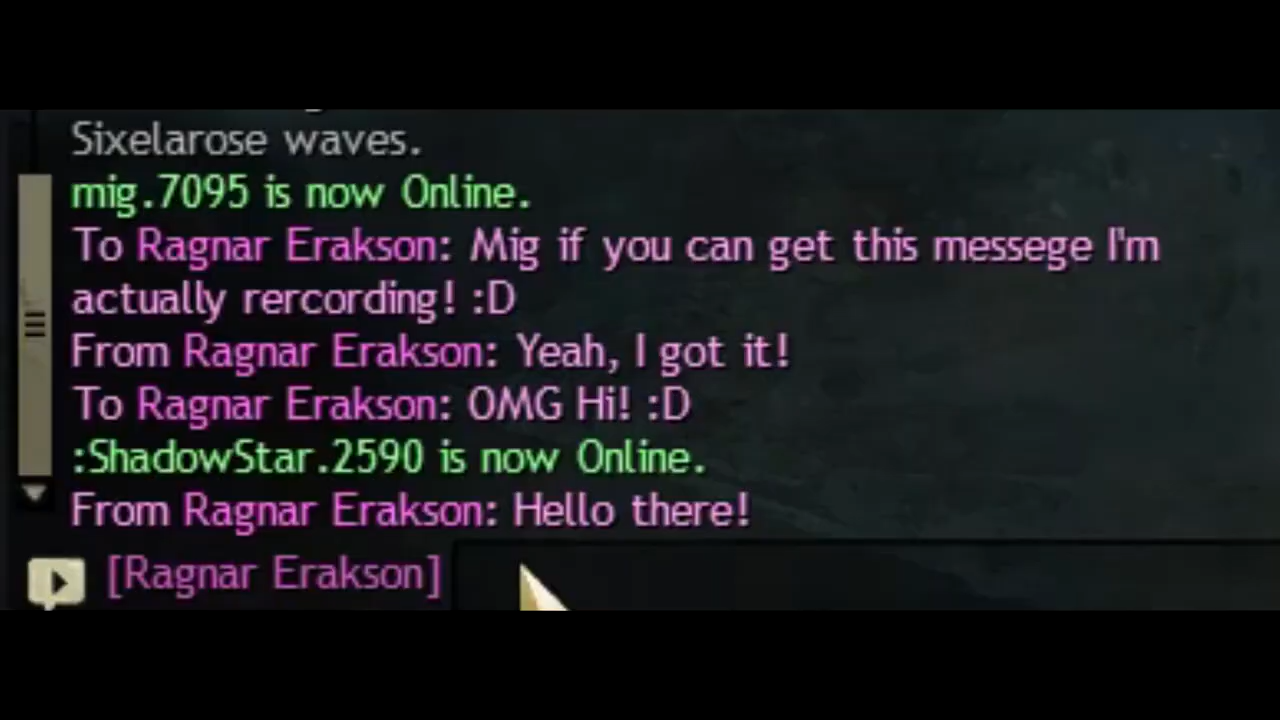 Sixelarose waves.
mig.7095 is now Online.
To Ragnar Erakson: Mig if you can get this messege I'm
actually rercording! :D
From Ragnar Erakson: Yeah, I got it!
To Ragnar Erakson: OMG Hi! :D
:ShadowStar.2590 is now Online.
From Ragnar Erakson: Hello there!
[Ragnar Erakson]